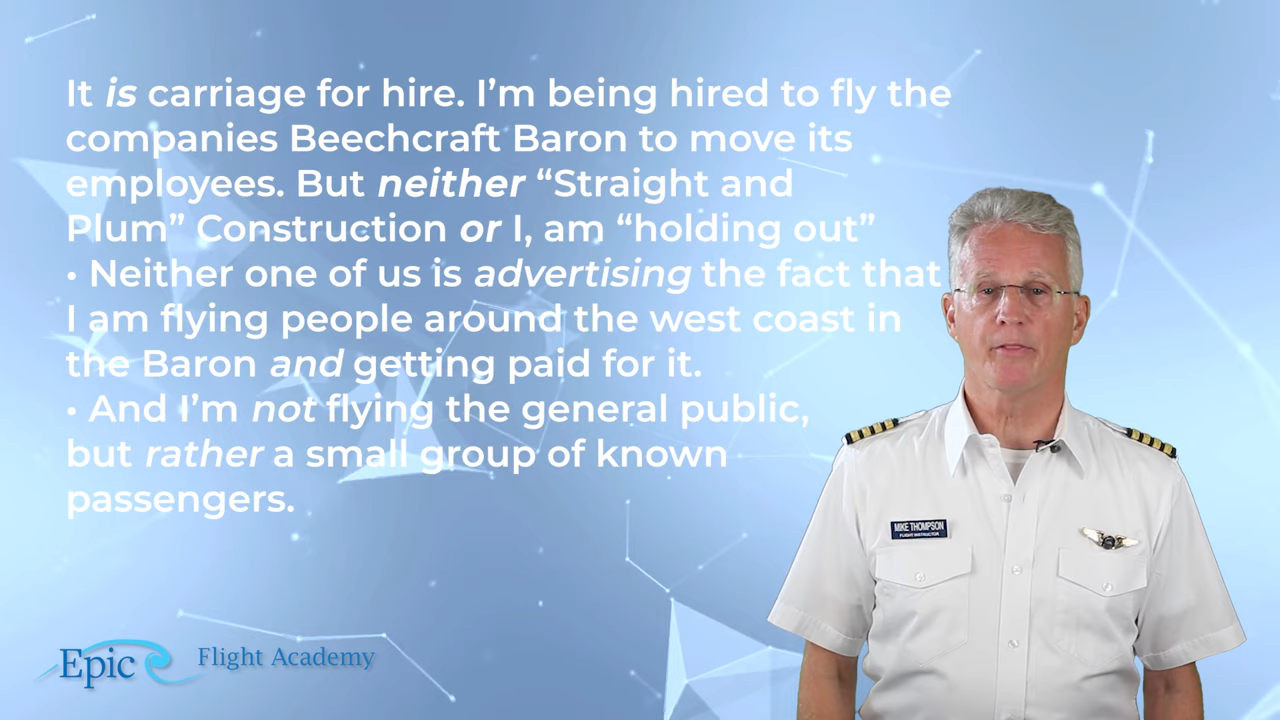 It is carriage for hire. I’m being hired to fly the
companies Beechcraft Baron to move its
employees. But neither “Straight and
Plum” Construction or I, am “holding out”
• Neither one of us is advertising the fact that
I am flying people around the west coast in
the Baron and getting paid for it.
• And I’m not flying the general public,
but rather a small group of known
passengers.
MIKE THOMPSON
FLIGHT INSTRUCTOR
Epic Flight Academy